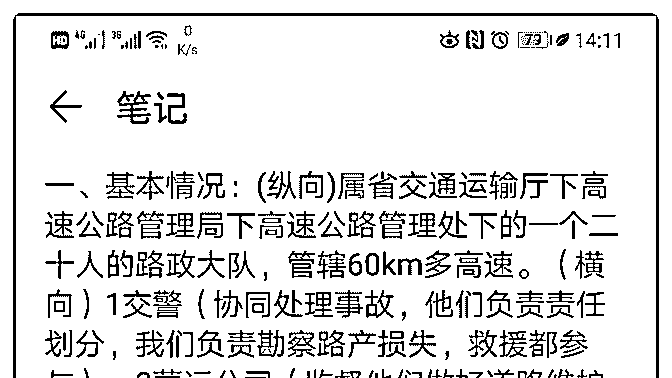 HD 4G 3G 0 K/s 79 14:11
← 笔记
一、基本情况：(纵向)属省交通运输厅下高
速公路管理局下高速公路管理处下的一个二
十人的路政大队，管辖60km多高速。（横
向）1交警（协同处理事故，他们负责责任
划分，我们负责勘察路产损失，救援都参